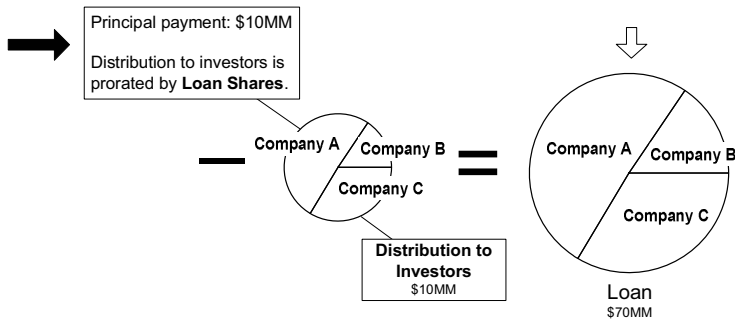 Principal payment: $10MM
Distribution to investors is
prorated by Loan Shares.
Company A
Company B
Company C
Distribution to
Investors
$10MM
Company A
Company B
Company C
Loan
$70MM